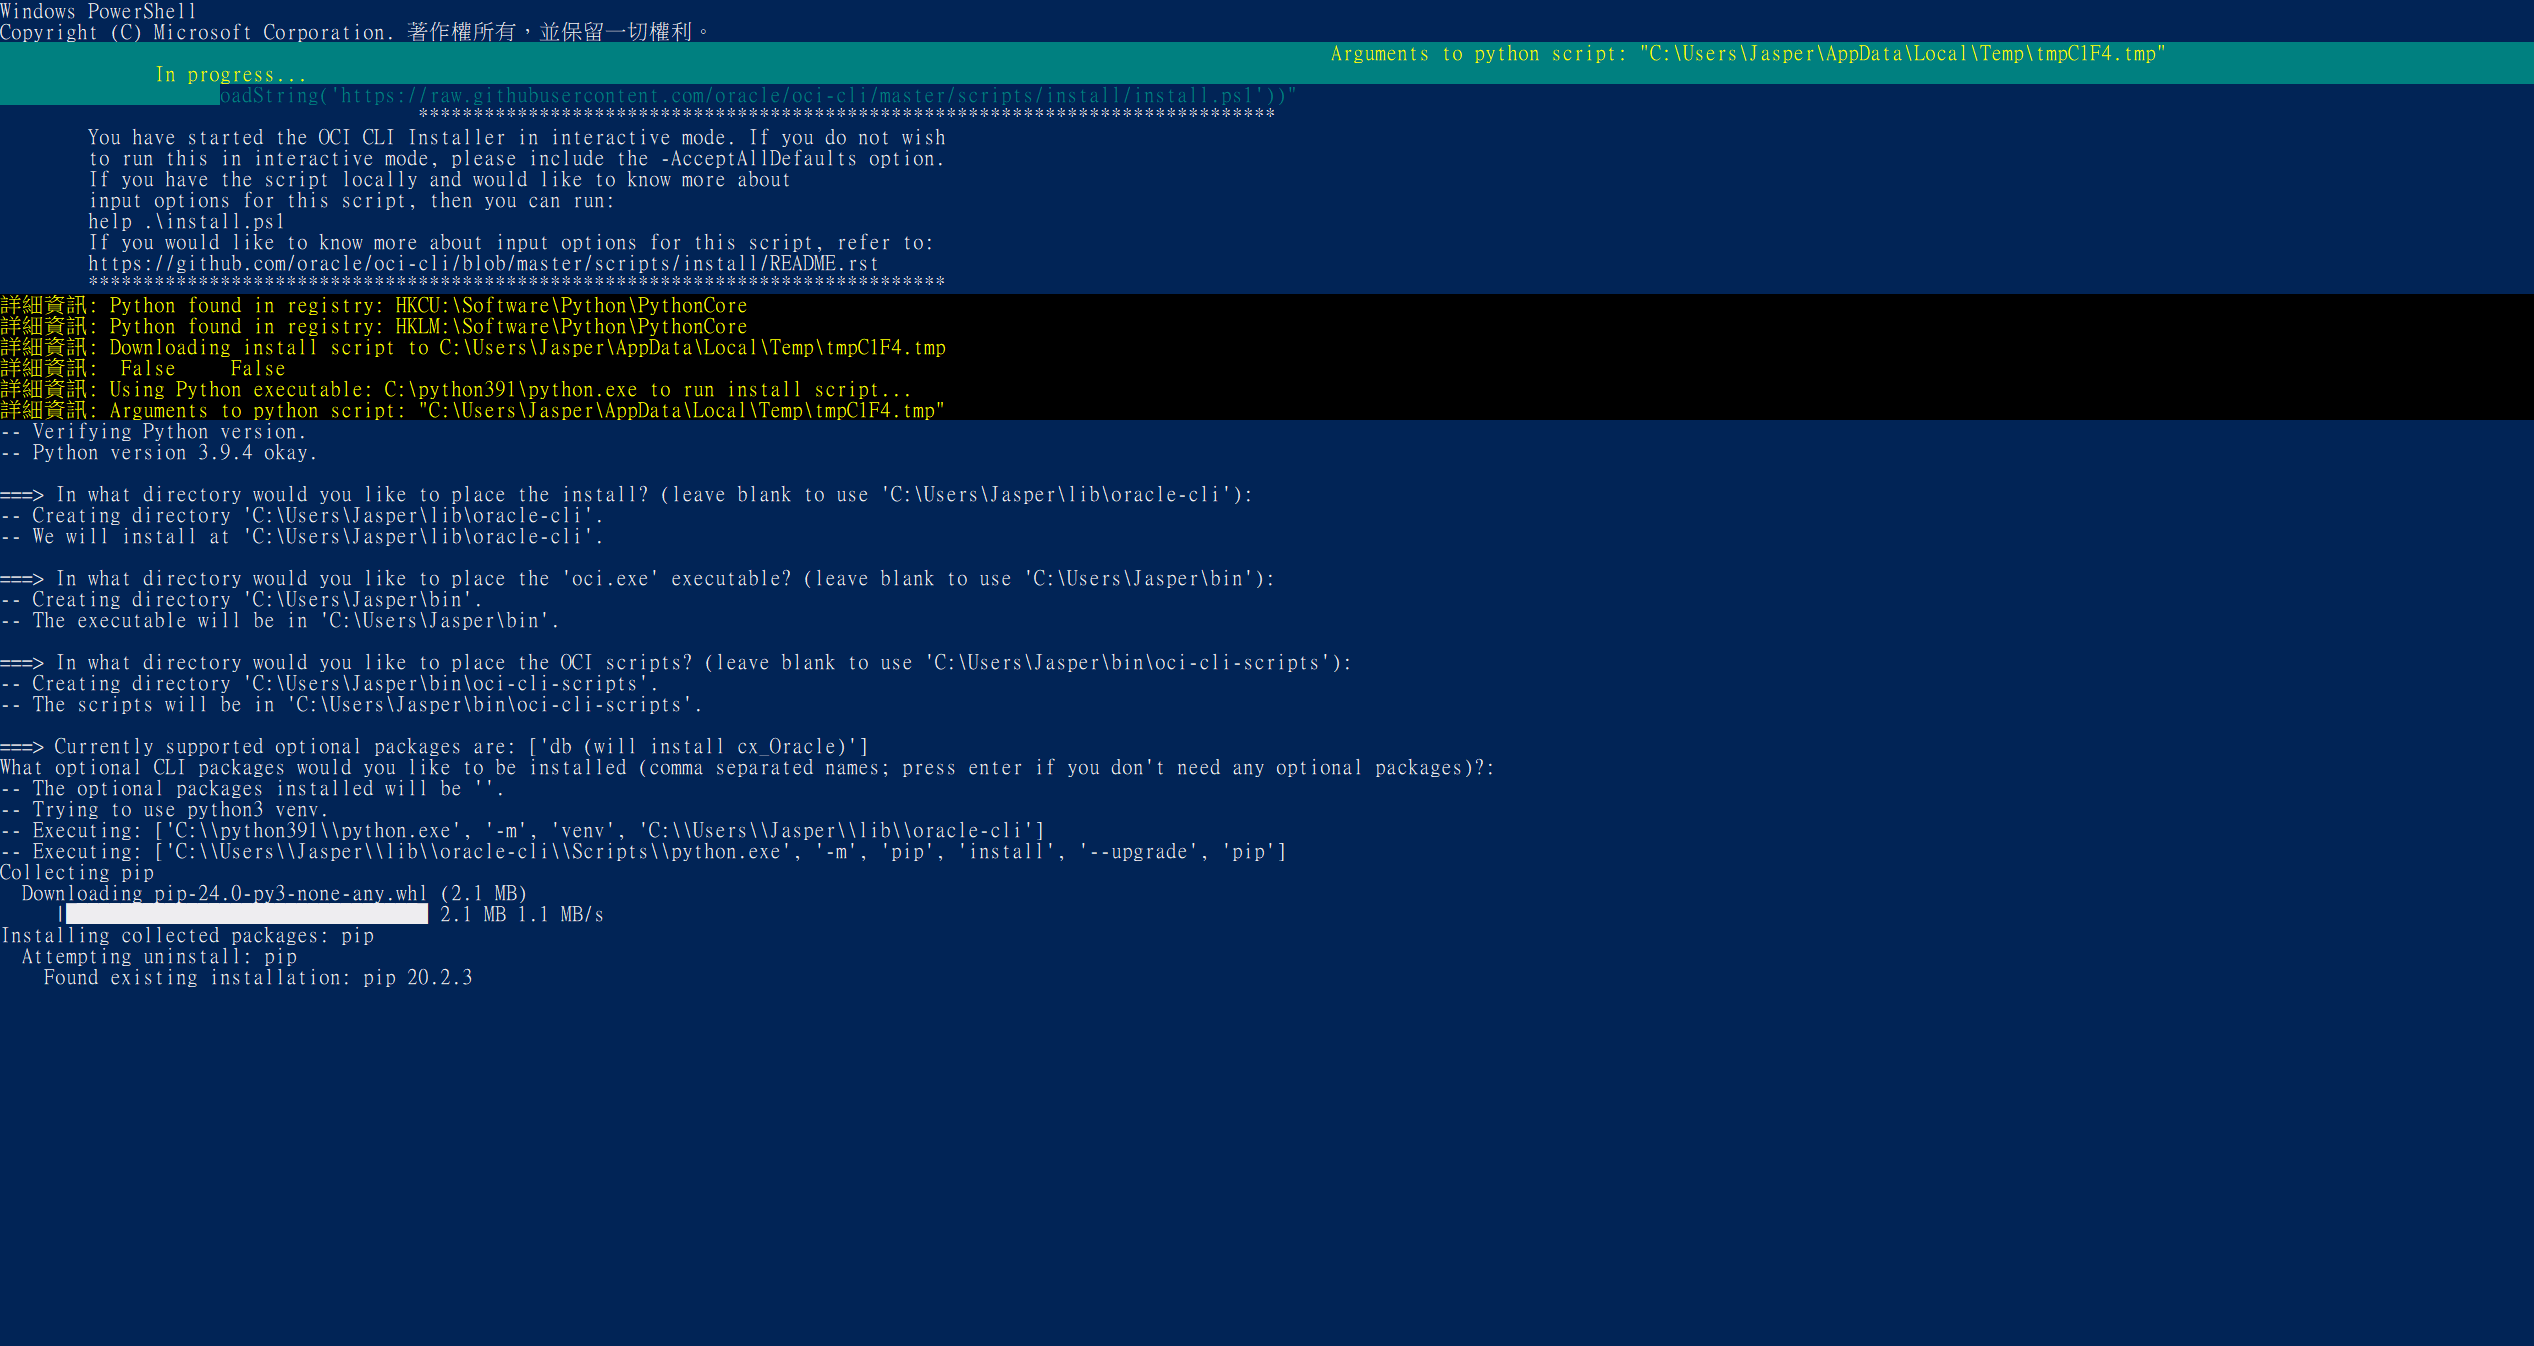 Windows PowerShell
Copyright (C) Microsoft Corporation. 著作權所有，並保留一切權利。
Arguments to python script: "C:\Users\Jasper\AppData\Local\Temp\tmpC1F4.tmp"
In progress...
oadString('https://raw.githubusercontent.com/oracle/oci-cli/master/scripts/install/install.ps1'))"
******************************************************************************
You have started the OCI CLI Installer in interactive mode. If you do not wish
to run this in interactive mode, please include the -AcceptAllDefaults option.
If you have the script locally and would like to know more about
input options for this script, then you can run:
help .\install.ps1
If you would like to know more about input options for this script, refer to:
https://github.com/oracle/oci-cli/blob/master/scripts/install/README.rst
******************************************************************************
詳細資訊: Python found in registry: HKCU:\Software\Python\PythonCore
詳細資訊: Python found in registry: HKLM:\Software\Python\PythonCore
詳細資訊: Downloading install script to C:\Users\Jasper\AppData\Local\Temp\tmpC1F4.tmp
詳細資訊:  False     False
詳細資訊: Using Python executable: C:\python391\python.exe to run install script...
詳細資訊: Arguments to python script: "C:\Users\Jasper\AppData\Local\Temp\tmpC1F4.tmp"
-- Verifying Python version.
-- Python version 3.9.4 okay.
===> In what directory would you like to place the install? (leave blank to use 'C:\Users\Jasper\lib\oracle-cli'):
-- Creating directory 'C:\Users\Jasper\lib\oracle-cli'.
-- We will install at 'C:\Users\Jasper\lib\oracle-cli'.
===> In what directory would you like to place the 'oci.exe' executable? (leave blank to use 'C:\Users\Jasper\bin'):
-- Creating directory 'C:\Users\Jasper\bin'.
-- The executable will be in 'C:\Users\Jasper\bin'.
===> In what directory would you like to place the OCI scripts? (leave blank to use 'C:\Users\Jasper\bin\oci-cli-scripts'):
-- Creating directory 'C:\Users\Jasper\bin\oci-cli-scripts'.
-- The scripts will be in 'C:\Users\Jasper\bin\oci-cli-scripts'.
===> Currently supported optional packages are: ['db (will install cx_Oracle)']
What optional CLI packages would you like to be installed (comma separated names; press enter if you don't need any optional packages)?:
-- The optional packages installed will be ''.
-- Trying to use python3 venv.
-- Executing: ['C:\\python391\\python.exe', '-m', 'venv', 'C:\\Users\\Jasper\\lib\\oracle-cli']
-- Executing: ['C:\\Users\\Jasper\\lib\\oracle-cli\\Scripts\\python.exe', '-m', 'pip', 'install', '--upgrade', 'pip']
Collecting pip
  Downloading pip-24.0-py3-none-any.whl (2.1 MB)
     |████████████████████████████████| 2.1 MB 1.1 MB/s
Installing collected packages: pip
  Attempting uninstall: pip
    Found existing installation: pip 20.2.3